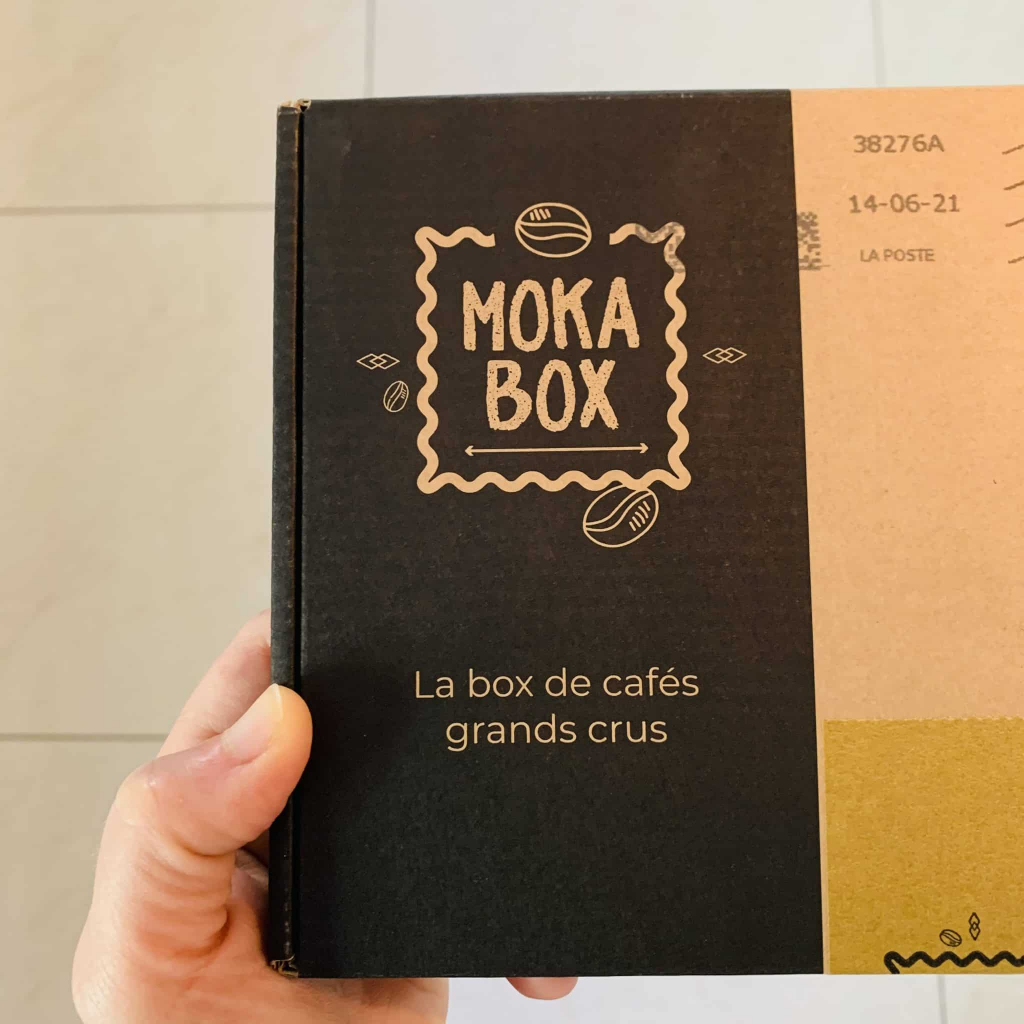 MOKA
BOX
La box de cafés
grands crus
38276A
14-06-21
LA POSTE